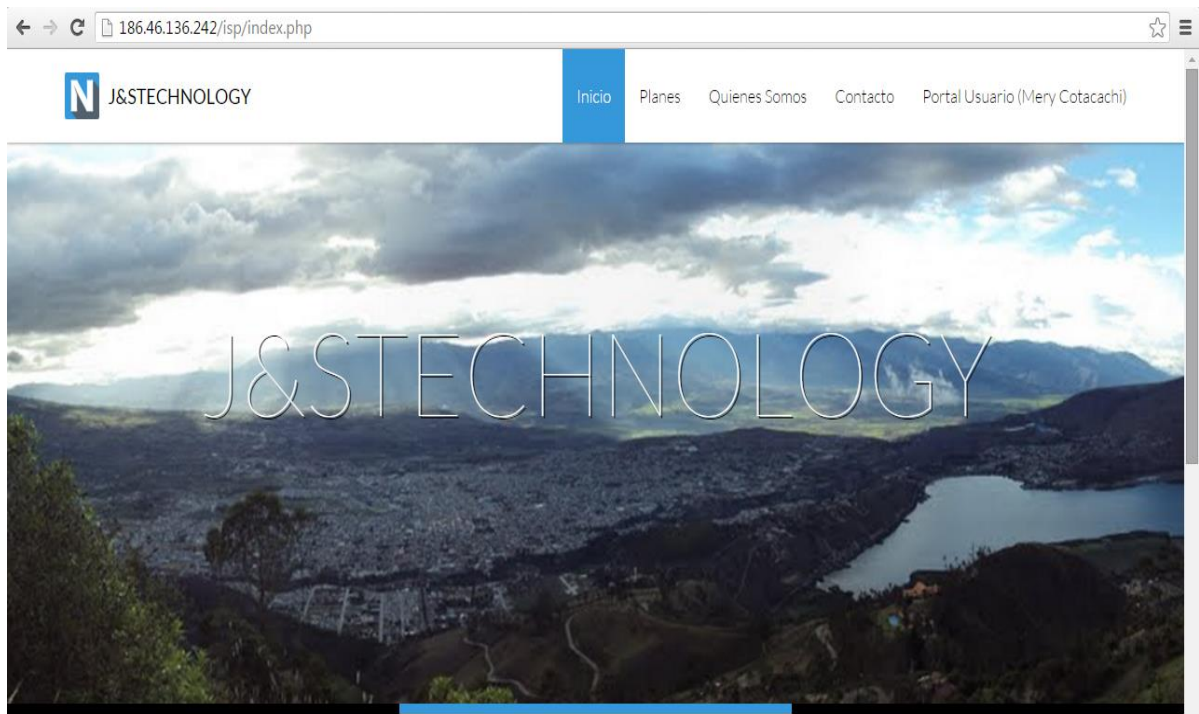 186.46.136.242/isp/index.php
N J&STECHNOLOGY
Inicio Planes Quienes Somos Contacto Portal Usuario (Mery Cotacachi)
J&STECHNOLOGY